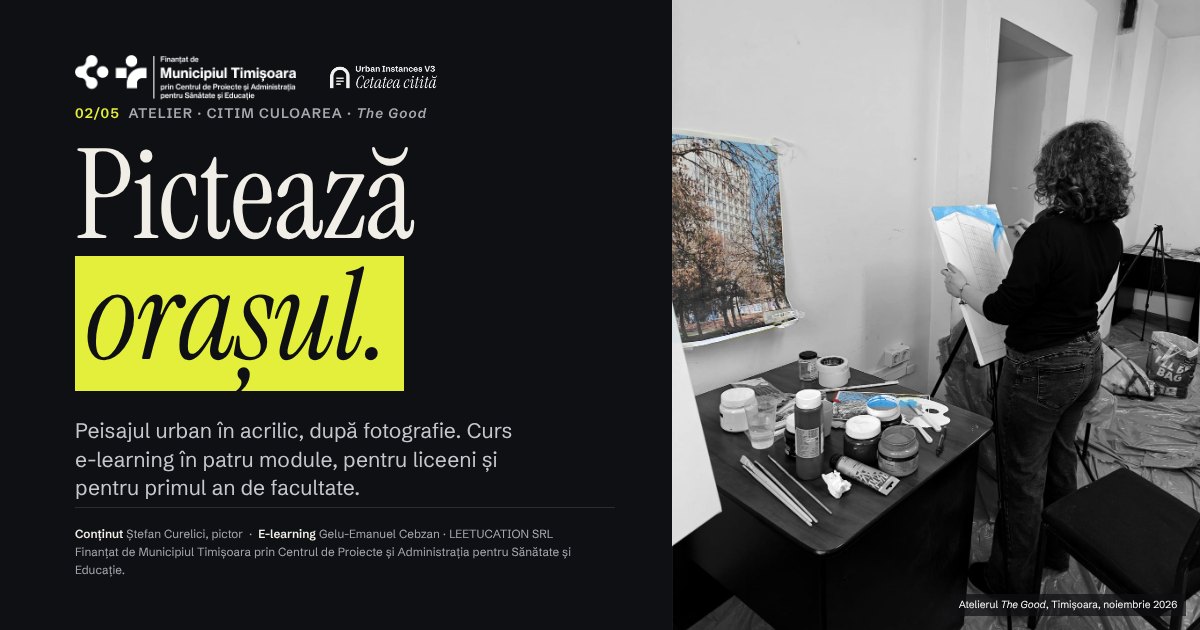 Finanțat de
Municipiul Timișoara
prin Centrul de Proiecte și Administrația
pentru Sănătate și Educație
Urban Instances V3
Cetatea citită
02/05 ATELIER · CITIM CULOAREA · The Good
Pictează
orașul.
Peisajul urban în acrilic, după fotografie. Curs
e-learning în patru module, pentru liceeni și
pentru primul an de facultate.
Conținut Ștefan Curelici, pictor · E-learning Gelu-Emanuel Cebzan · LEETUCATION SRL
Finanțat de Municipiul Timișoara prin Centrul de Proiecte și Administrația pentru Sănătate și
Educație.
BAG
Atelierul The Good, Timișoara, noiembrie 2026